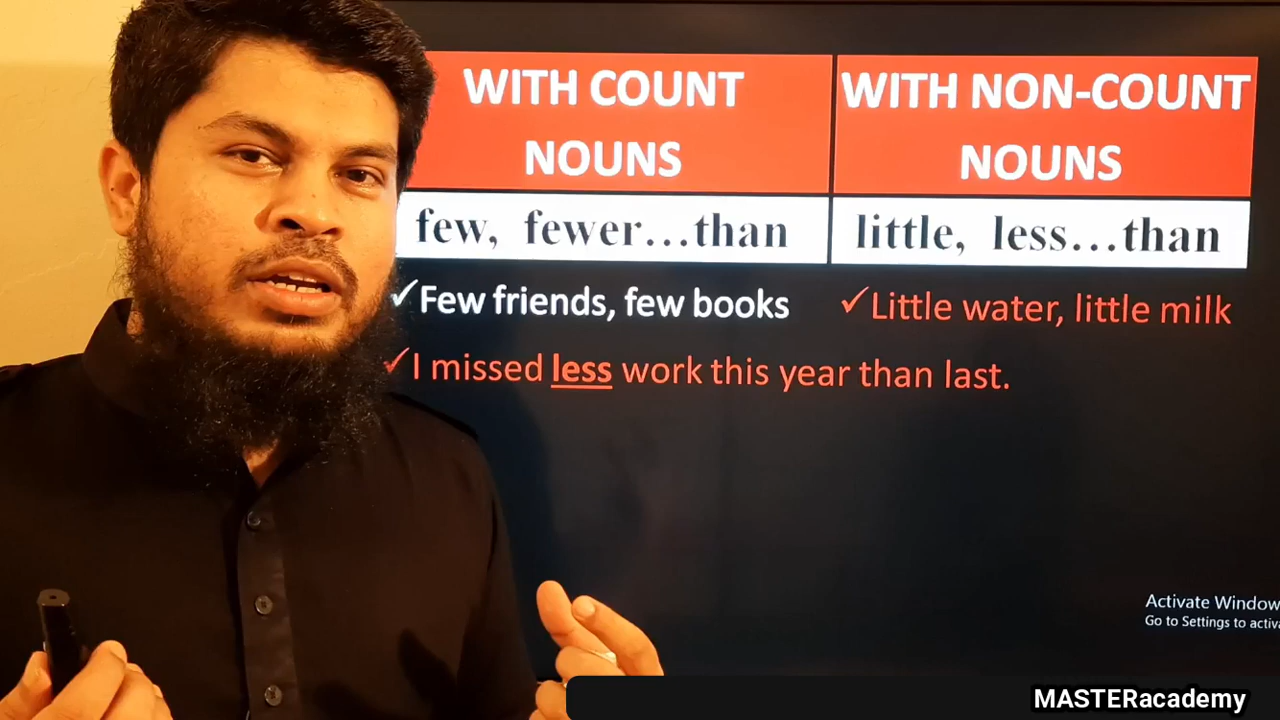 WITH COUNT
NOUNS
WITH NON-COUNT
NOUNS
few, fewer...than
little, less...than
✓Few friends, few books
✓Little water, little milk
✓I missed less work this year than last.
Activate Window
Go to Settings to activa
MASTERacademy